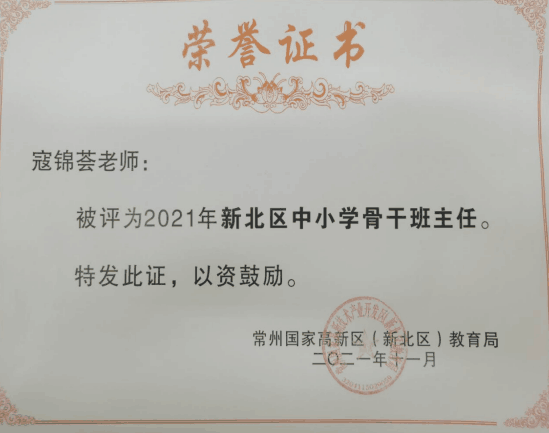 荣誉证书
寇锦荟老师：
被评为2021年新北区中小学骨干班主任。
特发此证，以资鼓励。
常州国家高新区（新北区）教育局
二〇二一年十一月